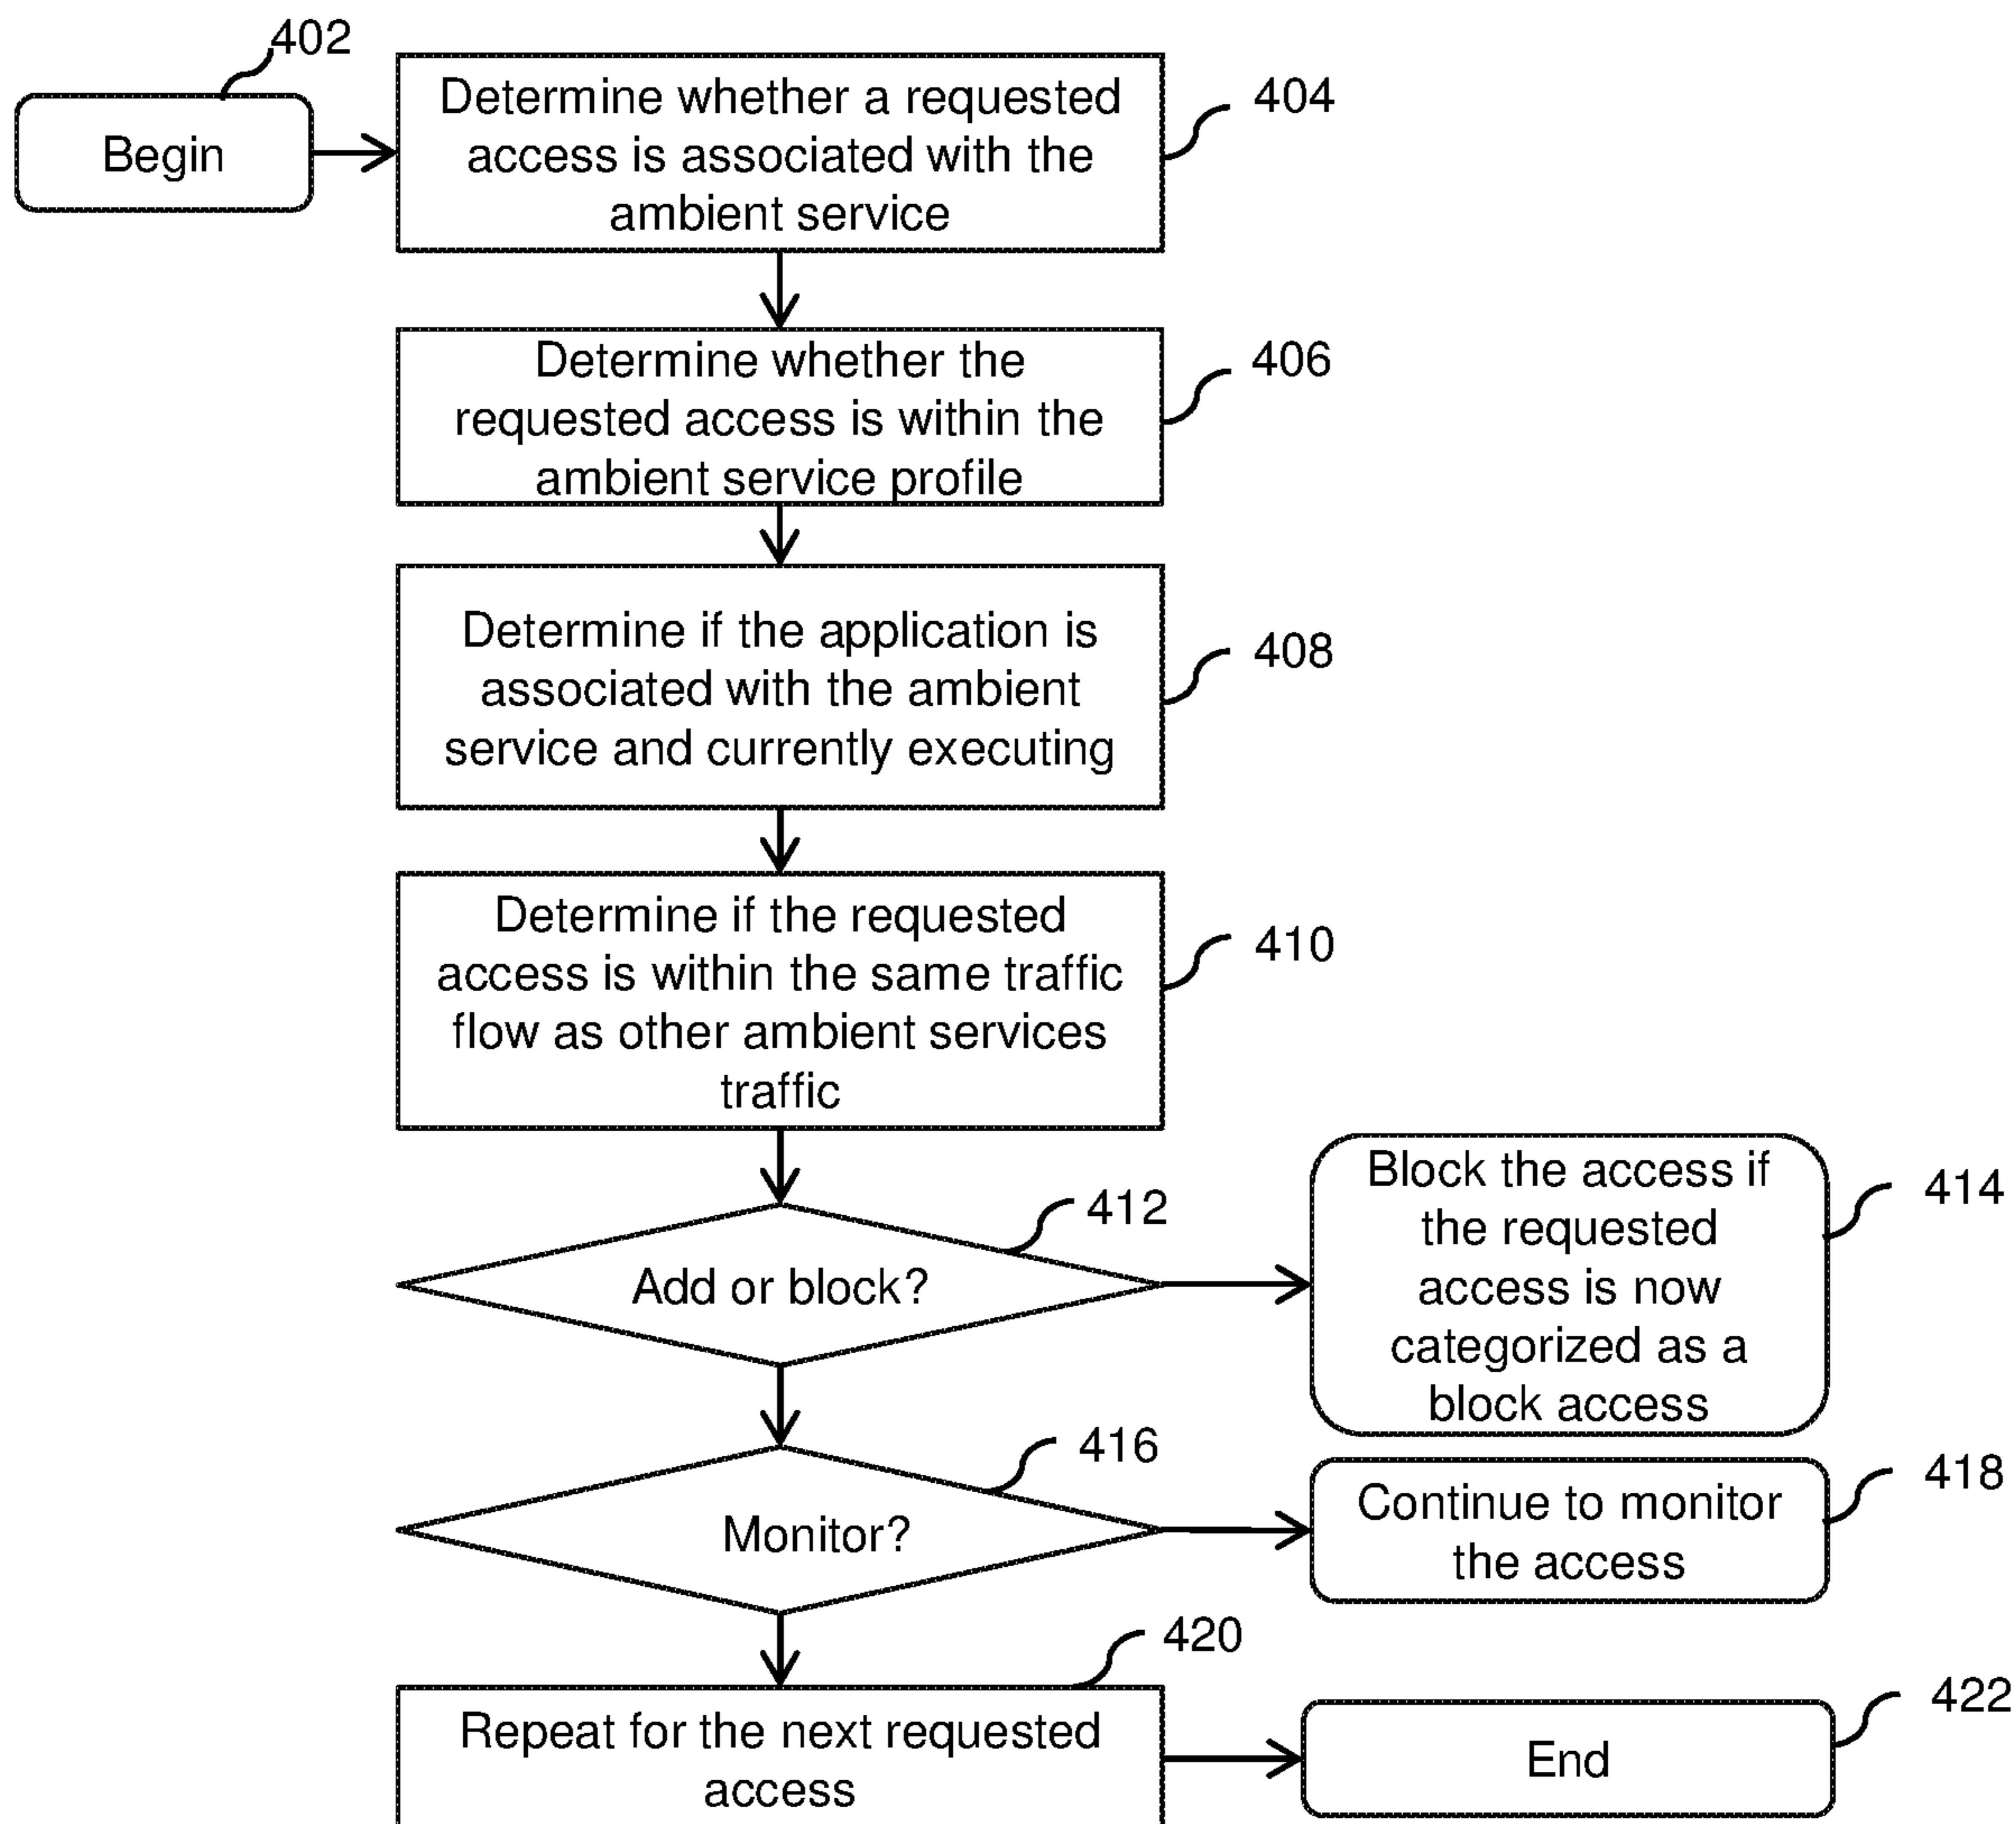 402
Begin
Determine whether a requested
access is associated with the
ambient service
404
Determine whether the
requested access is within the
ambient service profile
406
Determine if the application is
associated with the ambient
service and currently executing
408
Determine if the requested
access is within the same traffic
flow as other ambient services
traffic
410
412
Add or block?
Block the access if
the requested
access is now
categorized as a
block access
414
416
Monitor?
Continue to monitor
the access
418
420
Repeat for the next requested
access
End
422